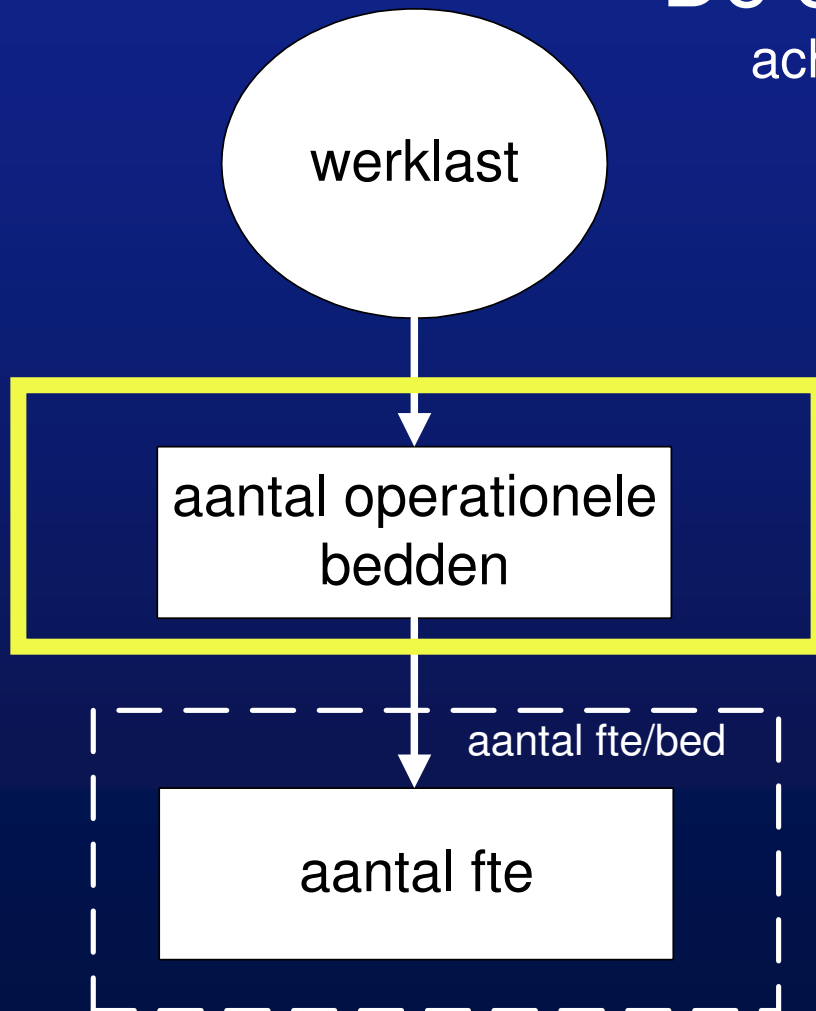 werklast
aantal operationele
bedden
aantal fte/bed
aantal fte